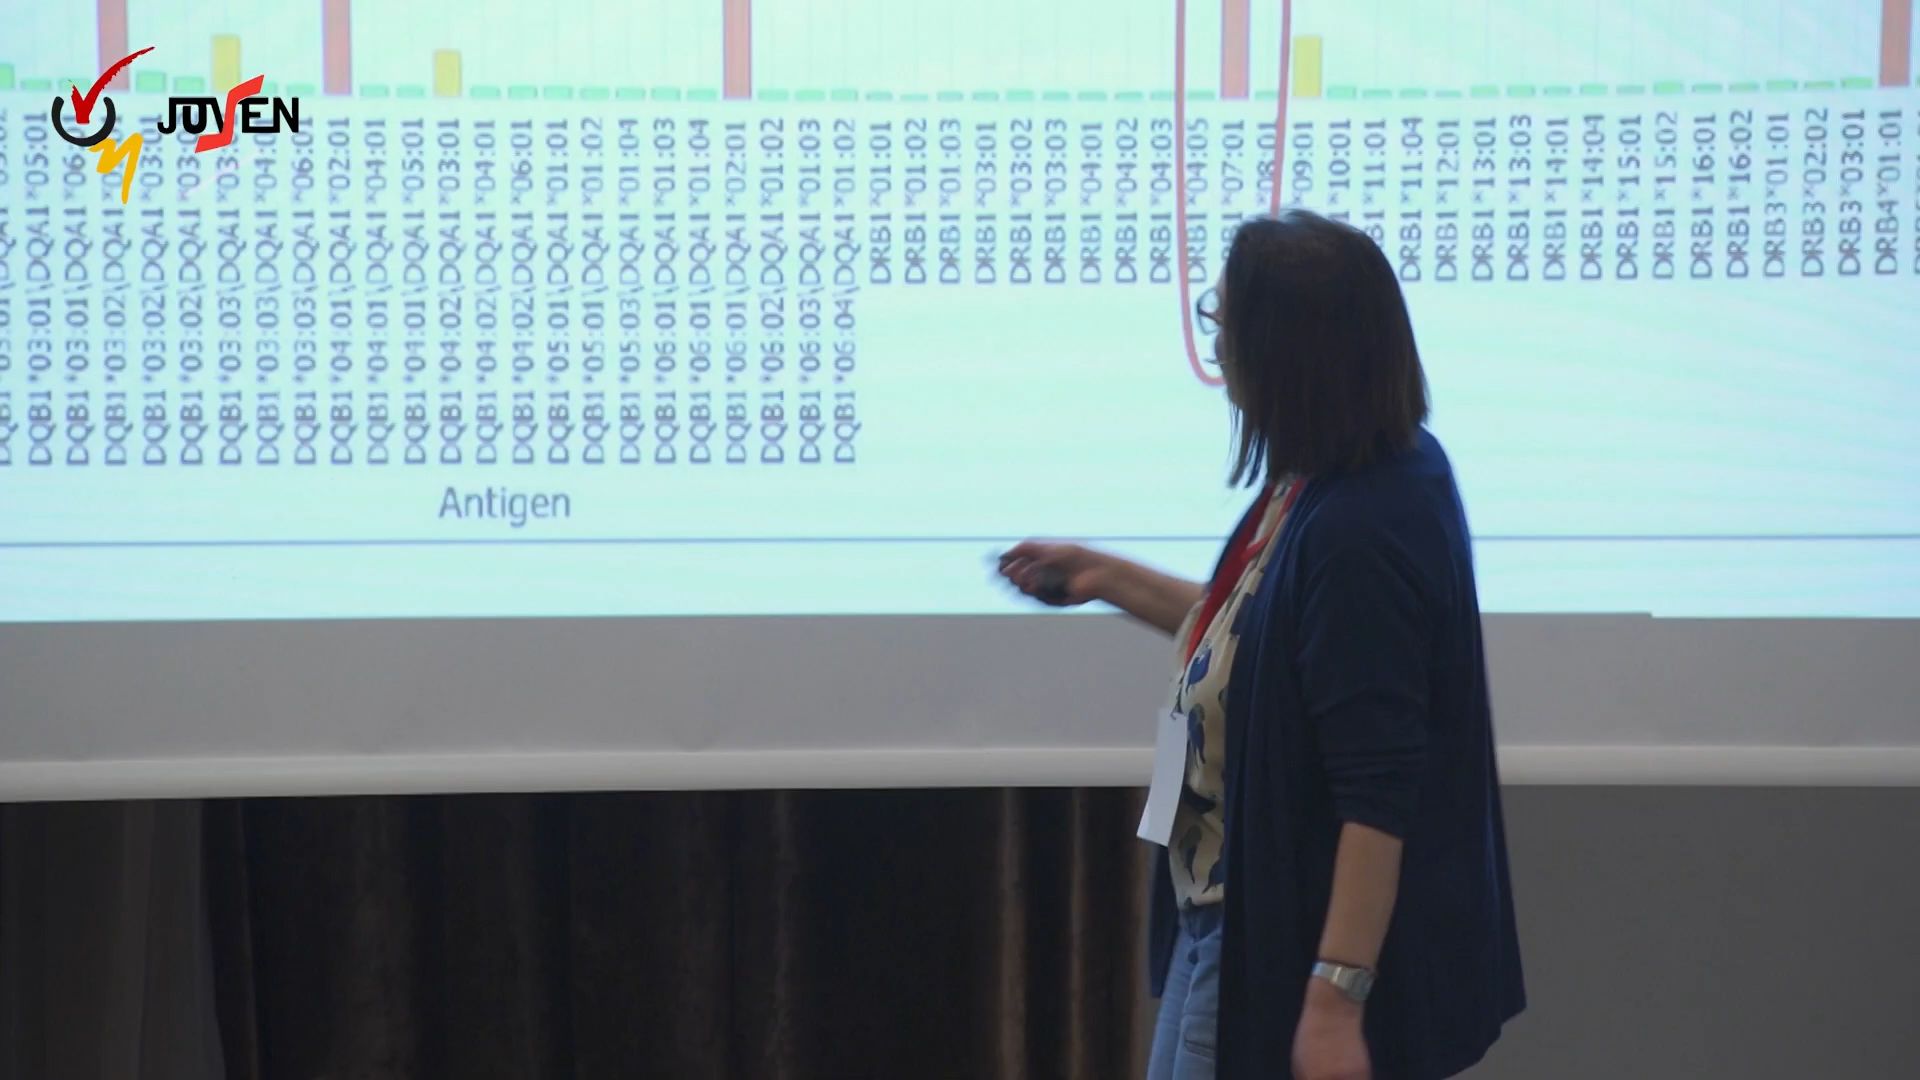 JOVEN
DQB1*03:01\DQA1*05:01
DQB1*03:01\DQA1*06:
DQB1*03:02\DQA1*03:
DQB1*03:02\DQA1*03:01
DQB1*03:02\DQA1*03:
DQB1*03:03\DQA1*03:
DQB1*03:03\DQA1*04:
DQB1*03:03\DQA1*06:01
DQB1*04:01\DQA1*02:01
DQB1*04:01\DQA1*04:01
DQB1*04:01\DQA1*05:01
DQB1*04:02\DQA1*03:01
DQB1*04:02\DQA1*04:01
DQB1*04:02\DQA1*06:01
DQB1*05:01\DQA1*01:01
DQB1*05:01\DQA1*01:02
DQB1*05:03\DQA1*01:04
DQB1*06:01\DQA1*01:03
DQB1*06:01\DQA1*01:04
DQB1*06:01\DQA1*02:01
DQB1*06:02\DQA1*01:02
DQB1*06:03\DQA1*01:03
DQB1*06:04\DQA1*01:02
DRB1*01:01
DRB1*01:02
DRB1*01:03
DRB1*03:01
DRB1*03:02
DRB1*03:03
DRB1*04:01
DRB1*04:02
DRB1*04:03
DRB1*04:05
DRB1*07:01
*08:01
*09:01
*10:01
DRB1*11:01
DRB1*11:04
DRB1*12:01
DRB1*13:01
DRB1*13:03
DRB1*14:01
DRB1*14:04
DRB1*15:01
DRB1*15:02
DRB1*16:01
DRB1*16:02
DRB3*01:01
DRB3*02:02
DRB3*03:01
DRB4*01:01
Antigen